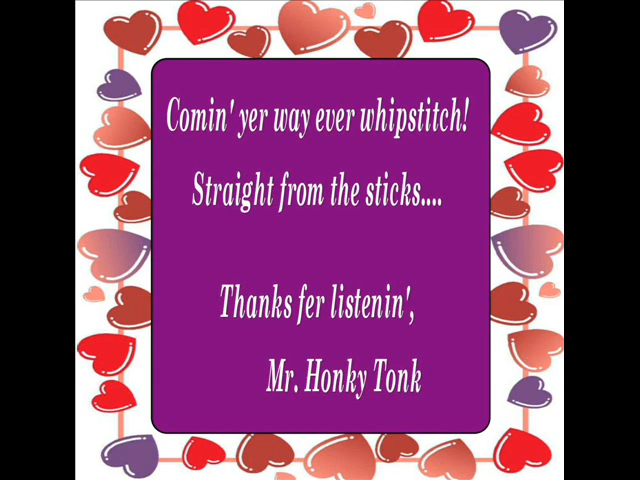 Comin' yer way ever whipstitch!
Straight from the sticks....
Thanks fer listenin',
Mr. Honky Tonk